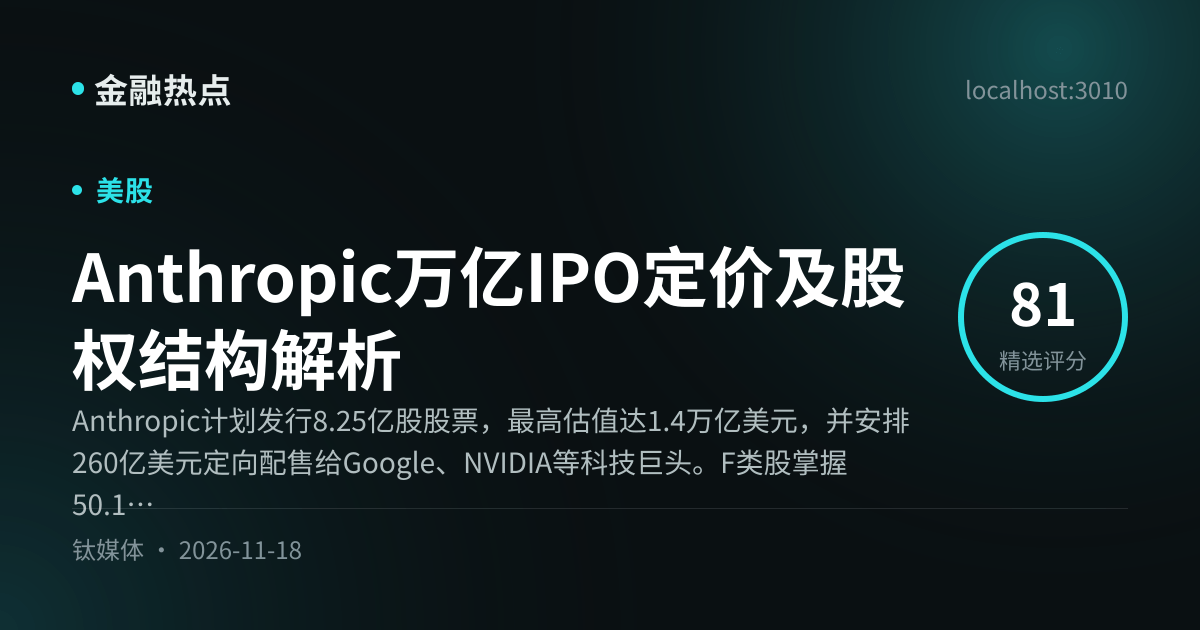 金融热点
localhost:3010
美股
Anthropic万亿IPO定价及股
权结构解析
81
精选评分
Anthropic计划发行8.25亿股股票，最高估值达1.4万亿美元，并安排
260亿美元定向配售给Google、NVIDIA等科技巨头。F类股掌握
50.1…
钛媒体 · 2026-11-18